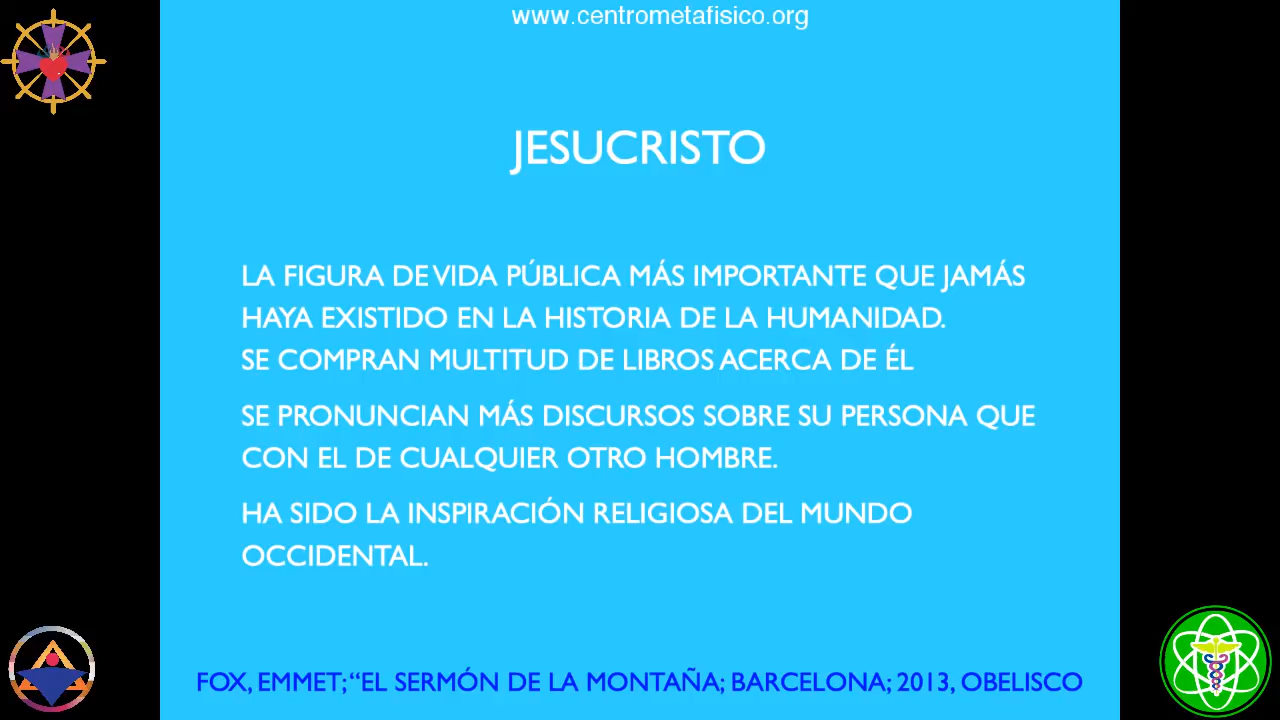 www.centrometafisico.org
JESUCRISTO
LA FIGURA DE VIDA PÚBLICA MÁS IMPORTANTE QUE JAMÁS
HAYA EXISTIDO EN LA HISTORIA DE LA HUMANIDAD.
SE COMPRAN MULTITUD DE LIBROS ACERCA DE ÉL
SE PRONUNCIAN MÁS DISCURSOS SOBRE SU PERSONA QUE
CON EL DE CUALQUIER OTRO HOMBRE.
HA SIDO LA INSPIRACIÓN RELIGIOSA DEL MUNDO
OCCIDENTAL.
FOX, EMMET; “EL SERMÓN DE LA MONTAÑA; BARCELONA; 2013, OBELISCO